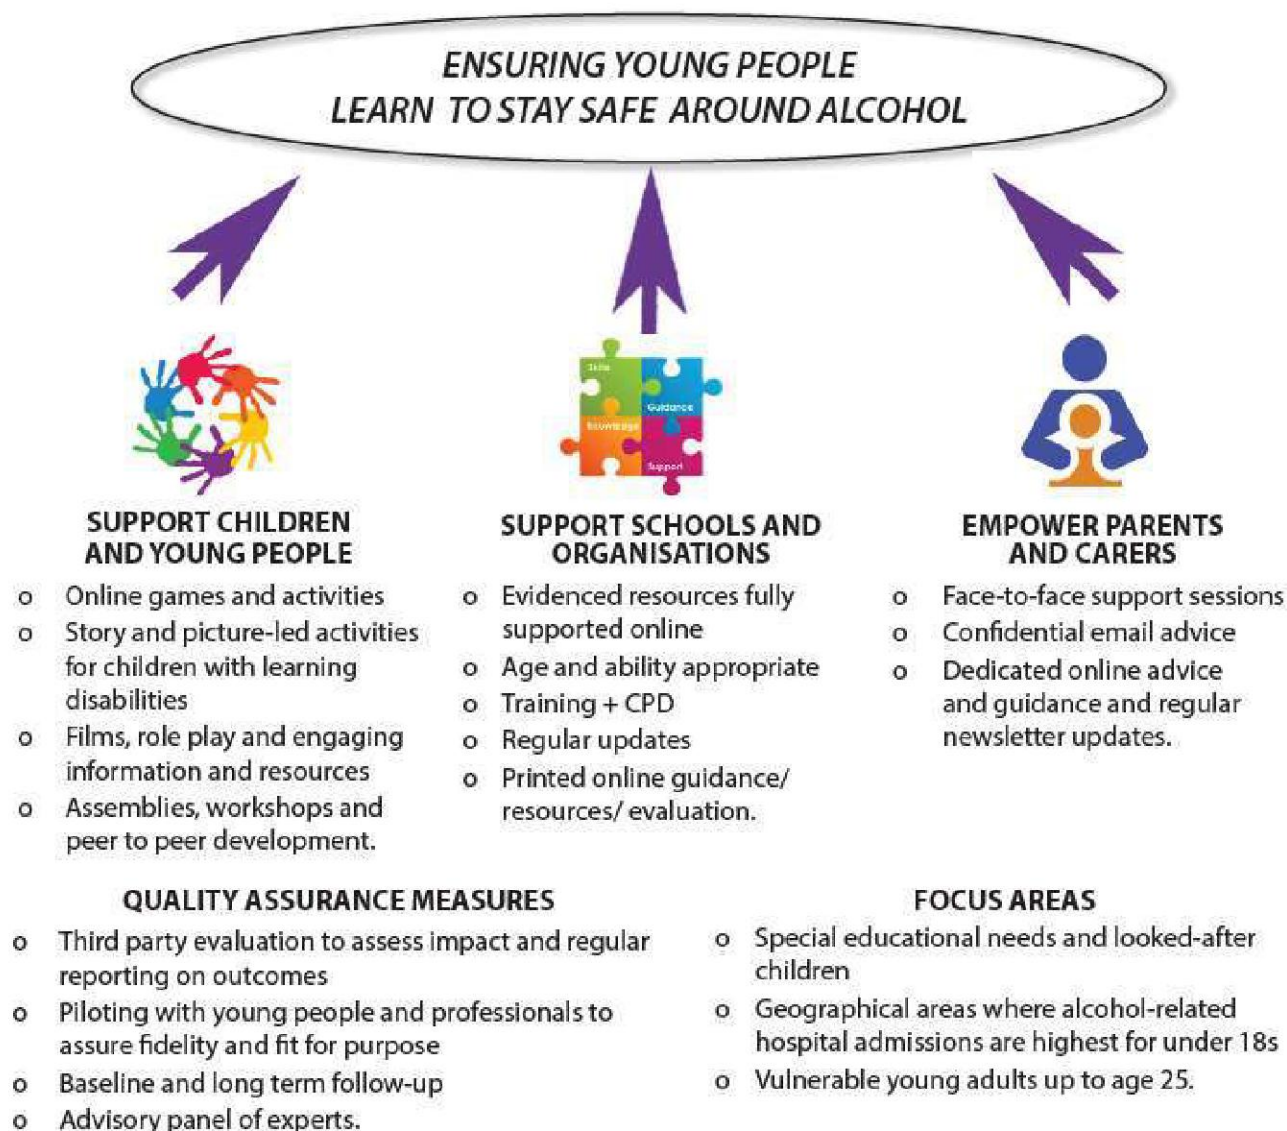 ENSURING YOUNG PEOPLE
LEARN TO STAY SAFE AROUND ALCOHOL
Skills
Guidance
Knowledge
Support
SUPPORT CHILDREN
AND YOUNG PEOPLE
o Online games and activities
o Story and picture-led activities
for children with learning
disabilities
o Films, role play and engaging
information and resources
o Assemblies, workshops and
peer to peer development.
SUPPORT SCHOOLS AND
ORGANISATIONS
o Evidenced resources fully
supported online
o Age and ability appropriate
o Training + CPD
o Regular updates
o Printed online guidance/
resources/ evaluation.
EMPOWER PARENTS
AND CARERS
o Face-to-face support sessions
o Confidential email advice
o Dedicated online advice
and guidance and regular
newsletter updates.
QUALITY ASSURANCE MEASURES
o Third party evaluation to assess impact and regular
reporting on outcomes
o Piloting with young people and professionals to
assure fidelity and fit for purpose
o Baseline and long term follow-up
o Advisory panel of experts.
FOCUS AREAS
o Special educational needs and looked-after
children
o Geographical areas where alcohol-related
hospital admissions are highest for under 18s
o Vulnerable young adults up to age 25.